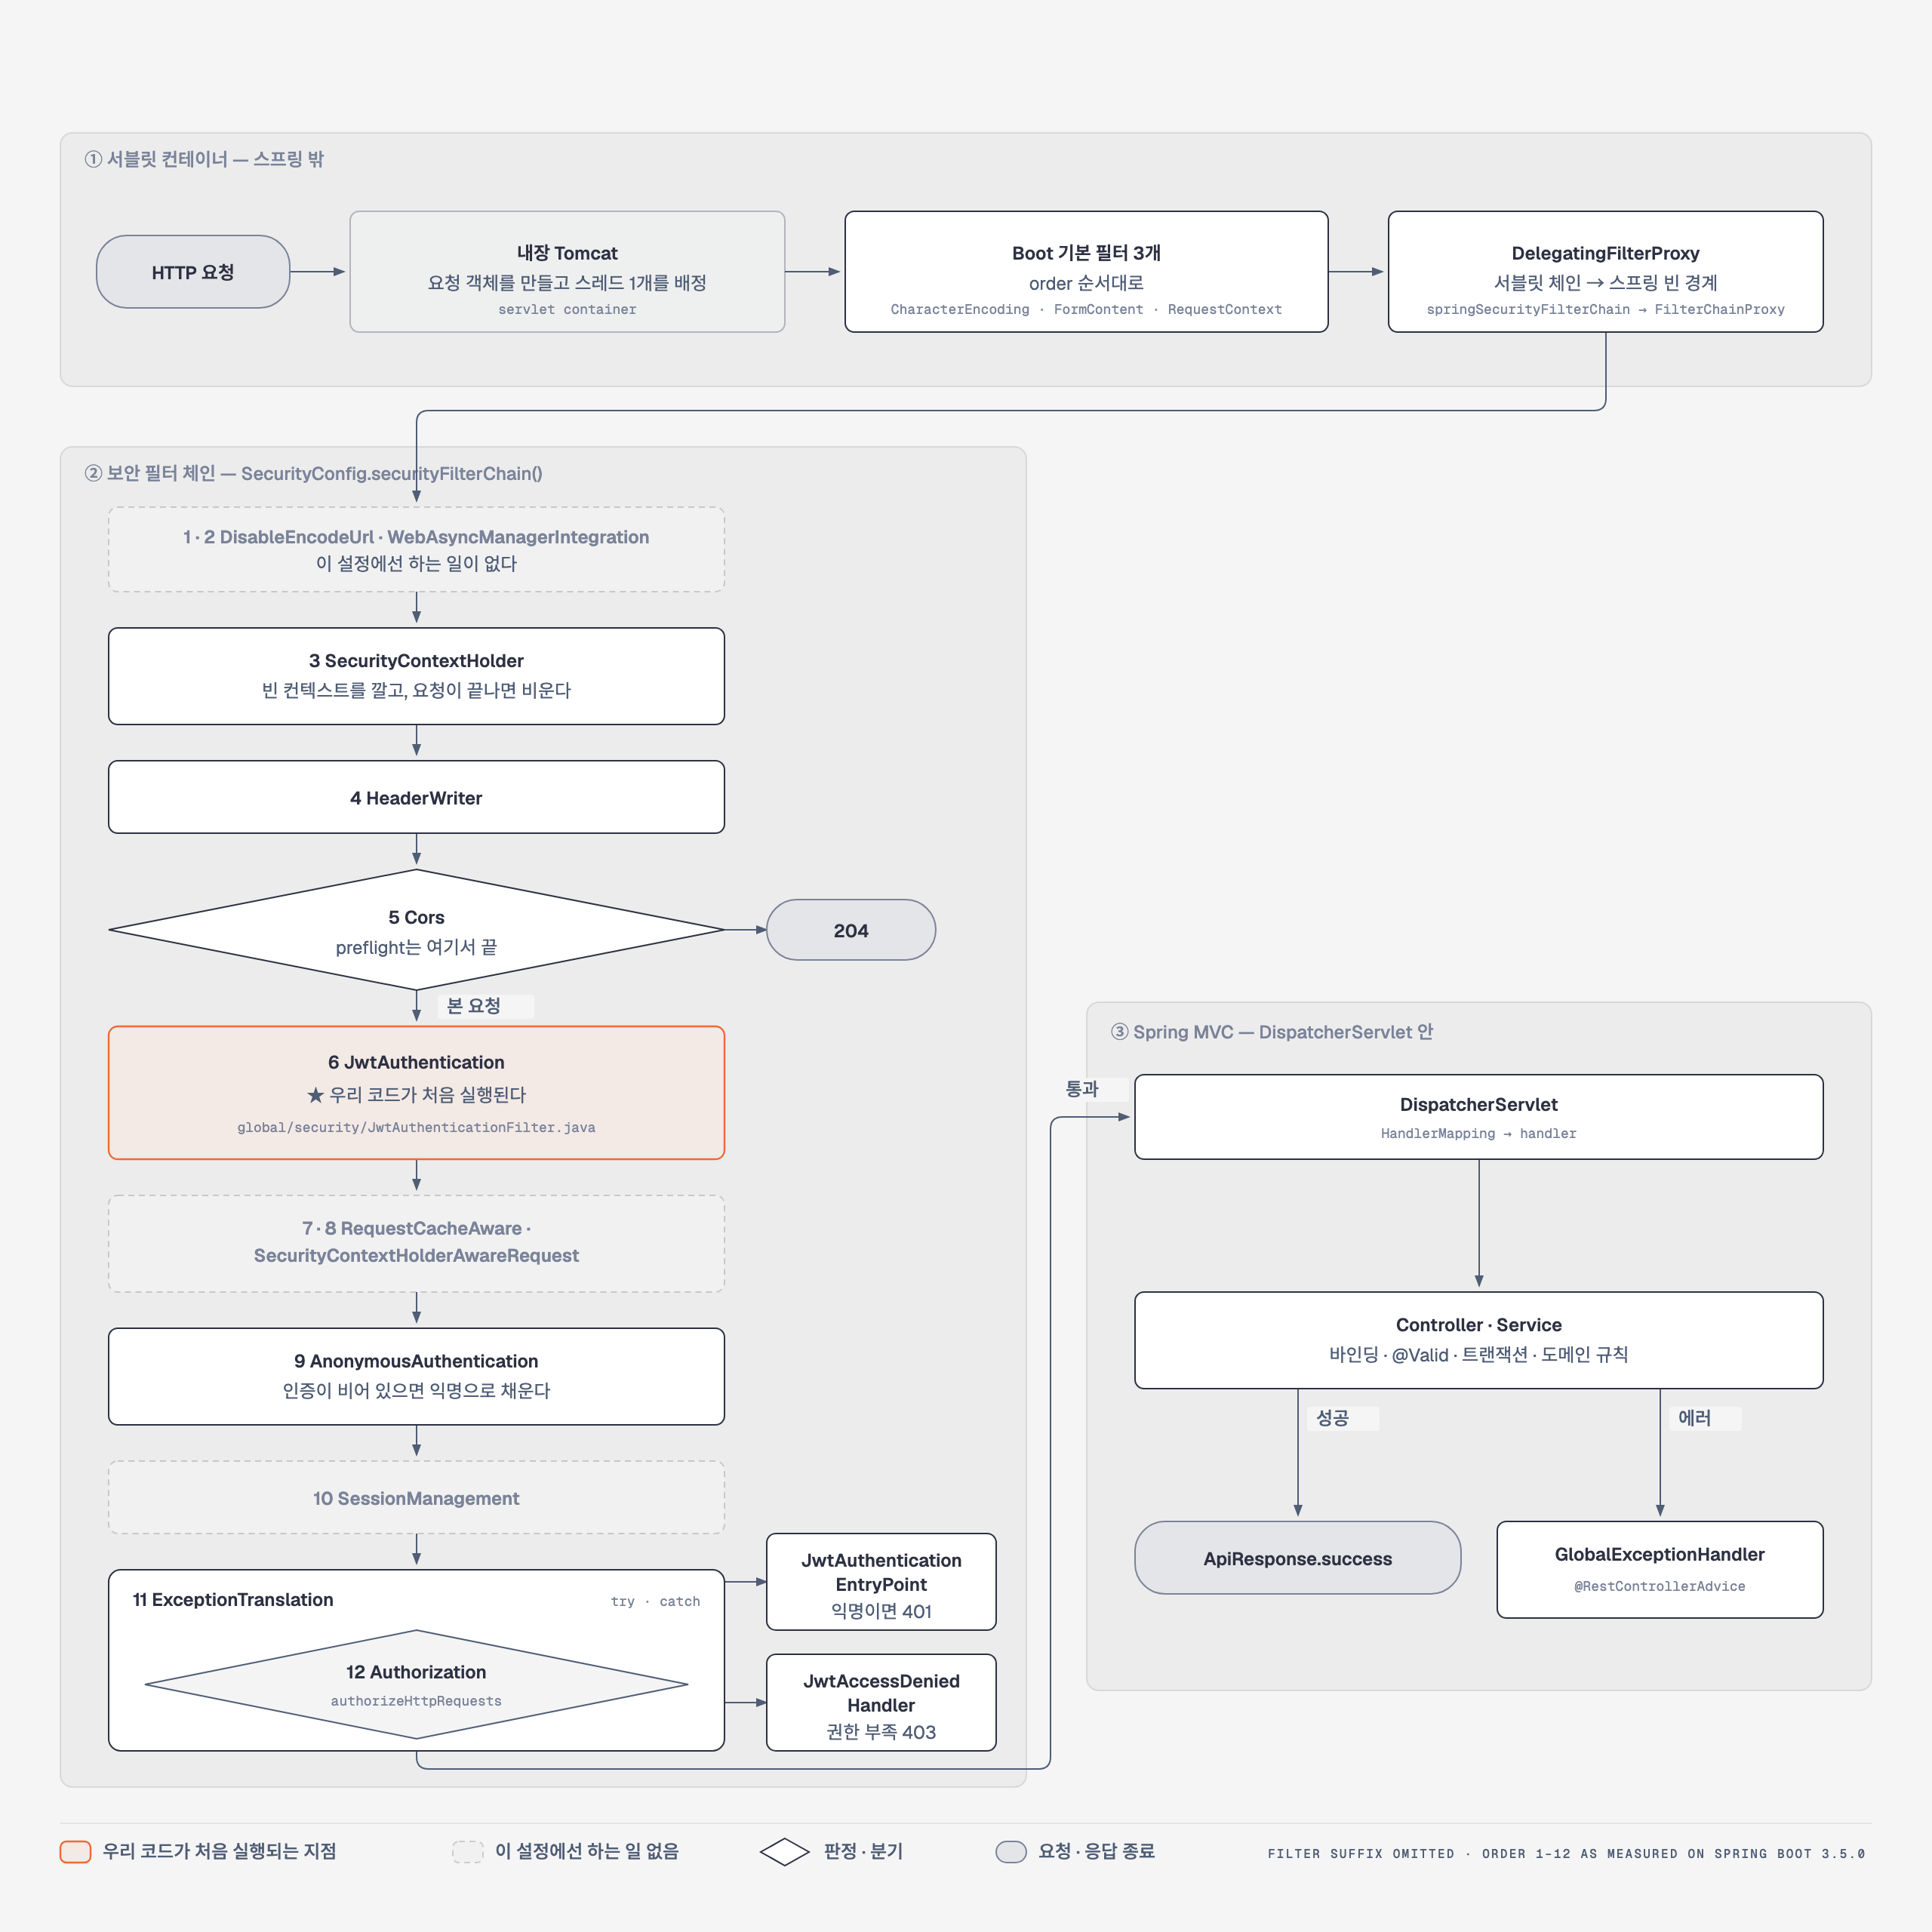 ① 서블릿 컨테이너 — 스프링 밖
HTTP 요청
내장 Tomcat
요청 객체를 만들고 스레드 1개를 배정
servlet container
Boot 기본 필터 3개
order 순서대로
CharacterEncoding · FormContent · RequestContext
DelegatingFilterProxy
서블릿 체인 → 스프링 빈 경계
springSecurityFilterChain → FilterChainProxy
② 보안 필터 체인 — SecurityConfig.securityFilterChain()
1 · 2 DisableEncodeUrl · WebAsyncManagerIntegration
이 설정에선 하는 일이 없다
3 SecurityContextHolder
빈 컨텍스트를 깔고, 요청이 끝나면 비운다
4 HeaderWriter
5 Cors
preflight는 여기서 끝
204
본 요청
6 JwtAuthentication
★ 우리 코드가 처음 실행된다
global/security/JwtAuthenticationFilter.java
7 · 8 RequestCacheAware ·
SecurityContextHolderAwareRequest
9 AnonymousAuthentication
인증이 비어 있으면 익명으로 채운다
10 SessionManagement
11 ExceptionTranslation
try · catch
12 Authorization
authorizeHttpRequests
JwtAuthentication
EntryPoint
익명이면 401
JwtAccessDenied
Handler
권한 부족 403
③ Spring MVC — DispatcherServlet 안
통과
DispatcherServlet
HandlerMapping → handler
Controller · Service
바인딩 · @Valid · 트랜잭션 · 도메인 규칙
성공
에러
ApiResponse.success
GlobalExceptionHandler
@RestControllerAdvice
우리 코드가 처음 실행되는 지점
이 설정에선 하는 일 없음
판정 · 분기
요청 · 응답 종료
FILTER SUFFIX OMITTED · ORDER 1–12 AS MEASURED ON SPRING BOOT 3.5.0